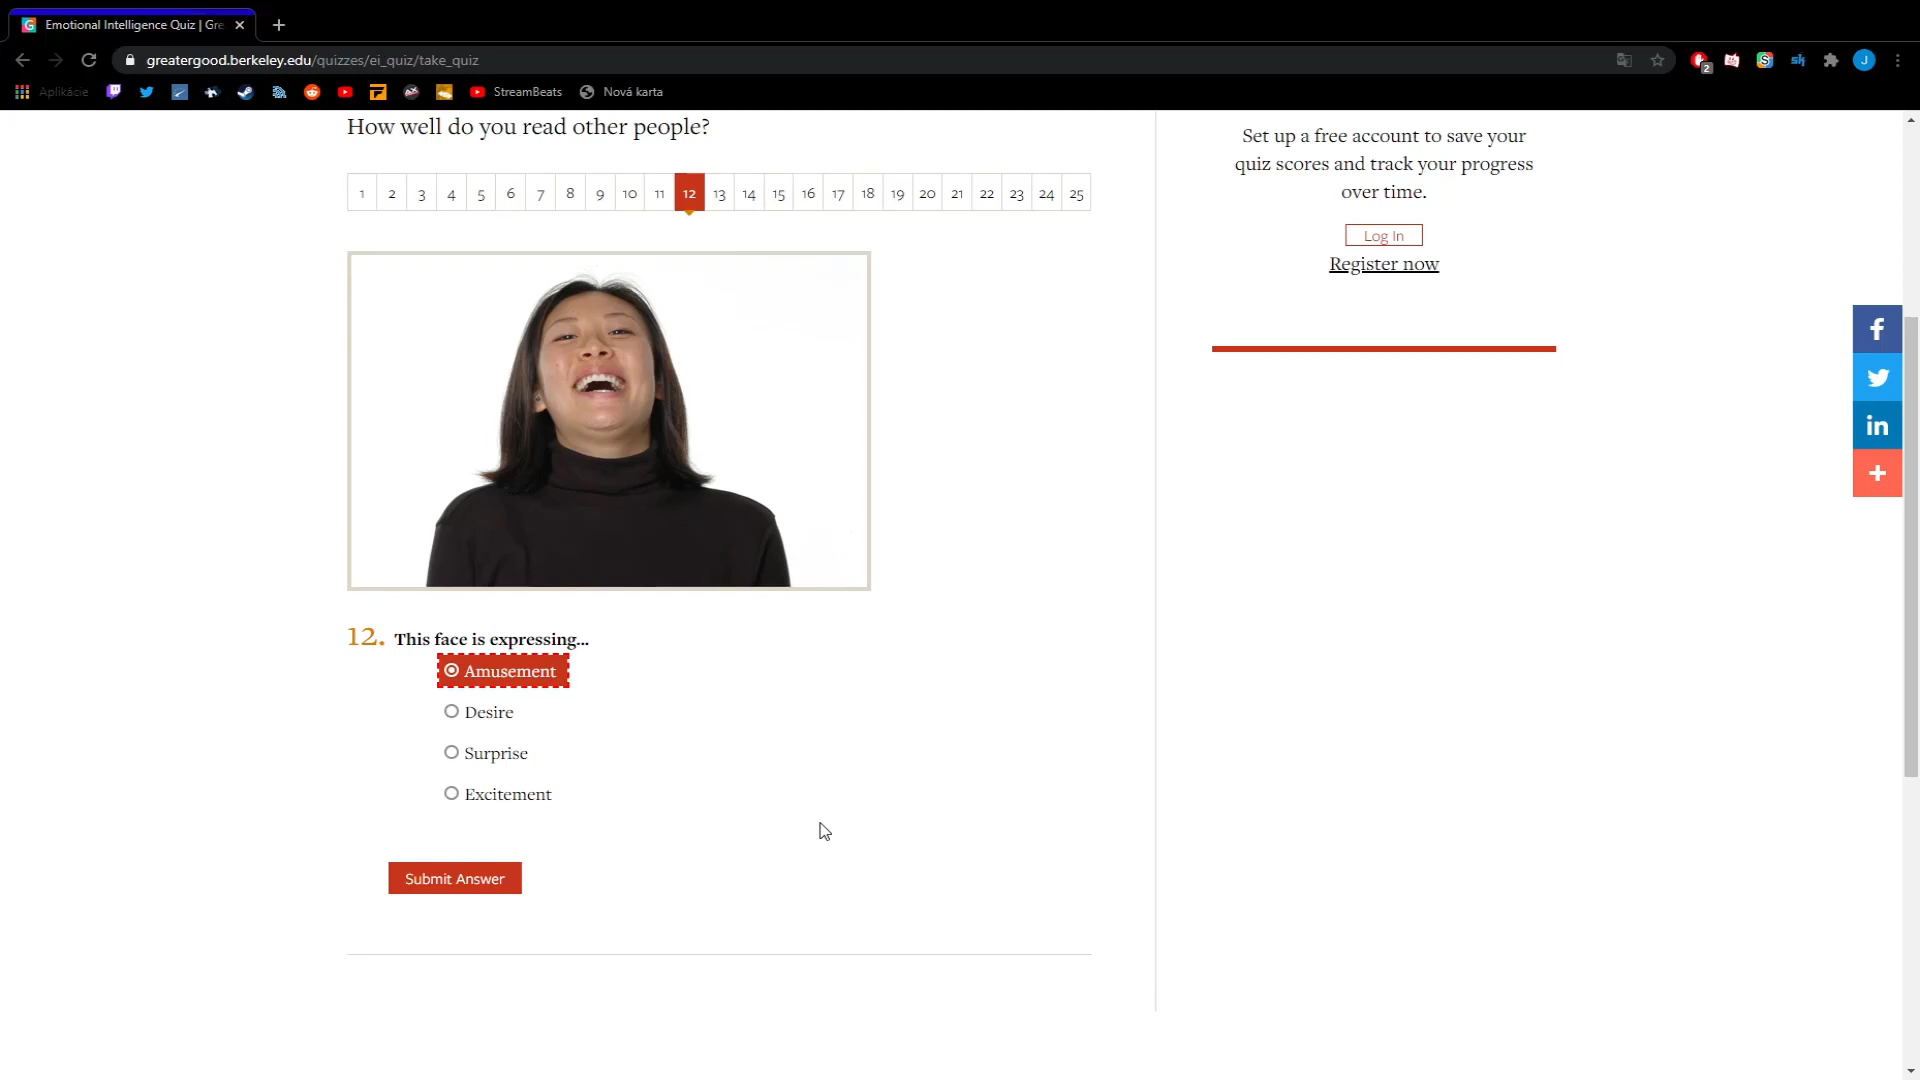 Emotional Intelligence Quiz | Gre
greatergood.berkeley.edu/quizzes/ei_quiz/take_quiz
2
J
Aplikácie
StreamBeats
Nová karta
How well do you read other people?
1 2 3 4 5 6 7 8 9 10 11 12 13 14 15 16 17 18 19 20 21 22 23 24 25
12. This face is expressing...
Amusement
Desire
Surprise
Excitement
Submit Answer
Set up a free account to save your
quiz scores and track your progress
over time.
Log In
Register now